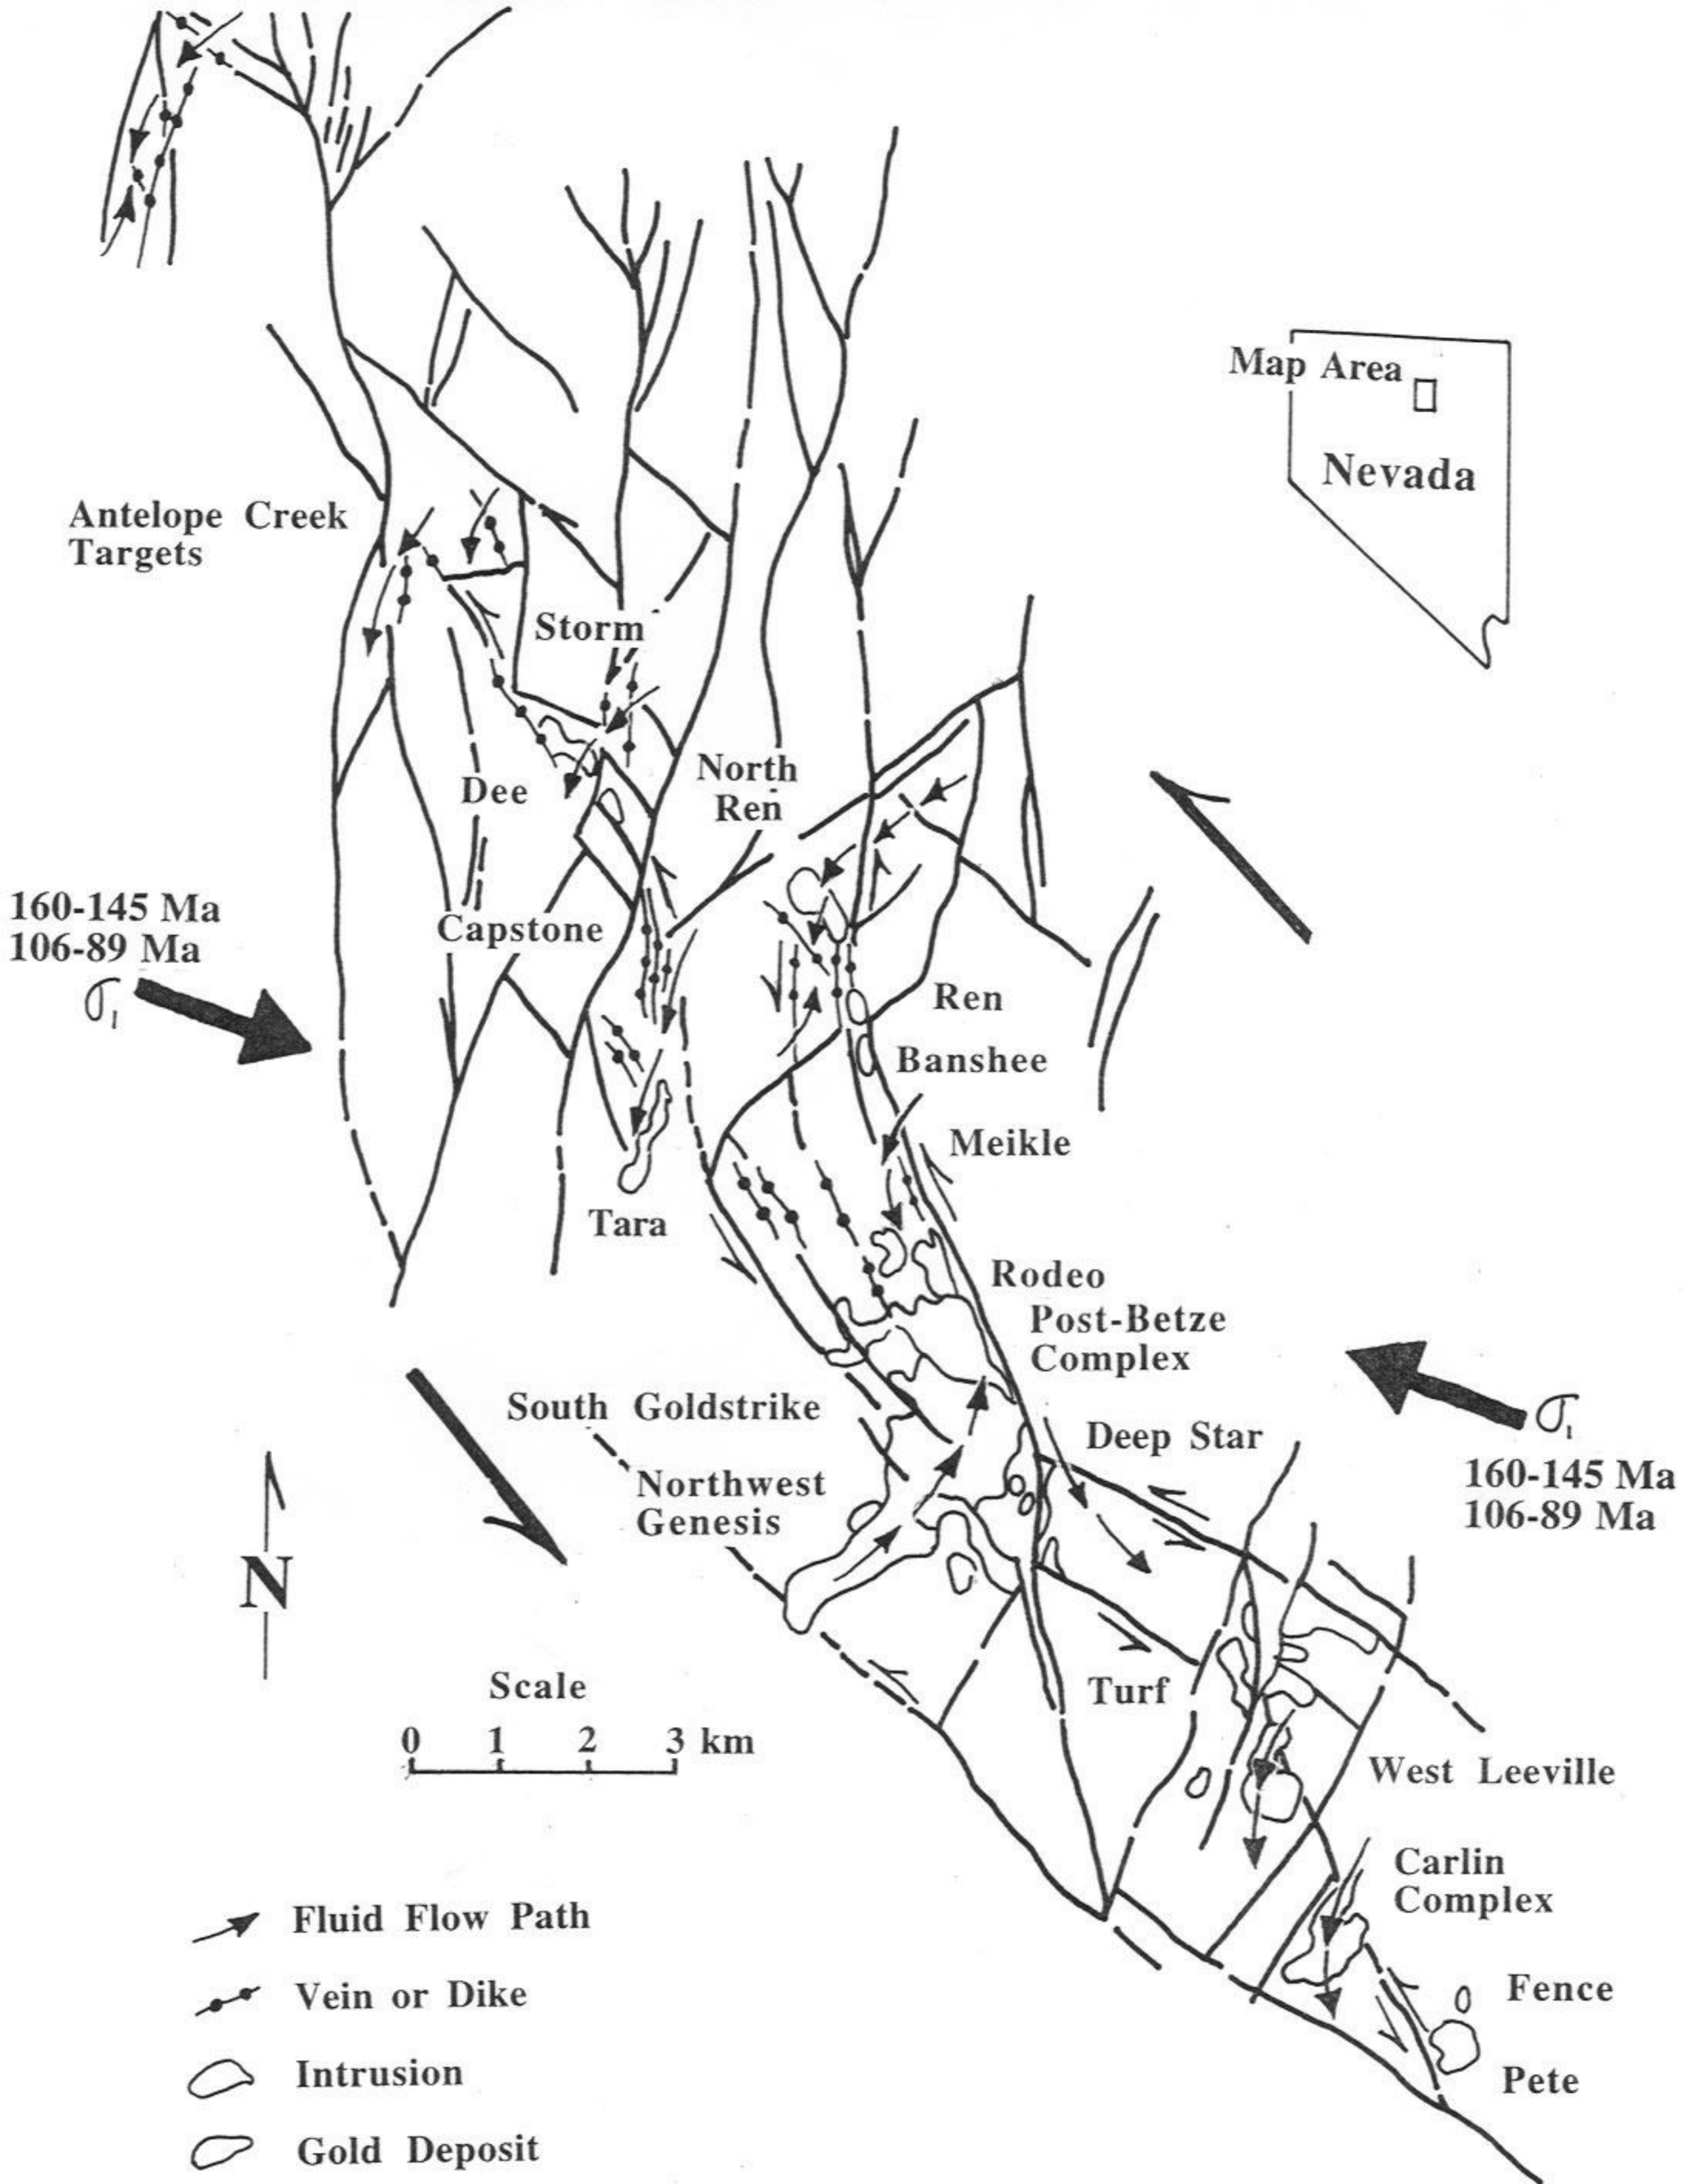 Map Area
Nevada
Antelope Creek
Targets
Storm
Dee
North
Ren
160-145 Ma
106-89 Ma
σ₁
Capstone
Ren
Banshee
Meikle
Tara
Rodeo
Post-Betze
Complex
South Goldstrike
Deep Star
σ₁
160-145 Ma
106-89 Ma
Northwest
Genesis
N
Turf
Scale
0 1 2 3 km
West Leeville
Carlin
Complex
Fence
Pete
Fluid Flow Path
Vein or Dike
Intrusion
Gold Deposit